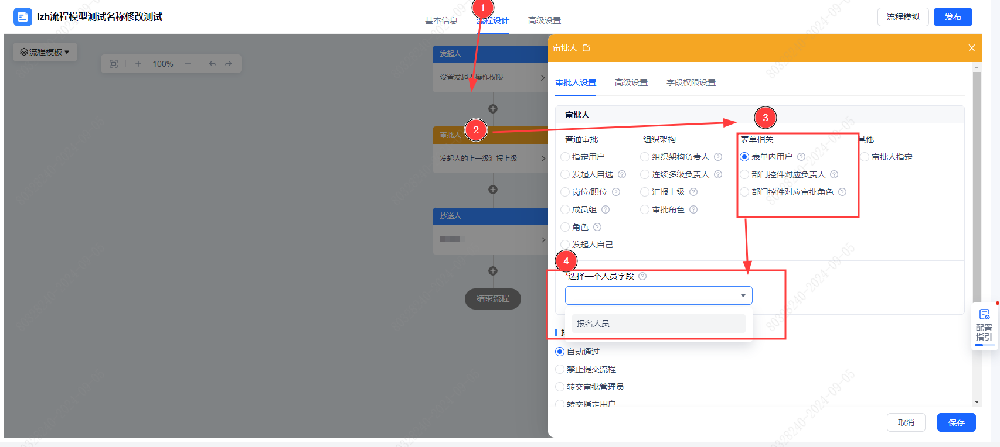 lzh流程模型测试名称修改测试
基本信息
流程设计
高级设置
流程模拟
发布
1
流程模板
100%
发起人
设置发起人操作权限
2
审批人
发起人的上一级汇报上级
抄送人
结束流程
审批人
审批人设置
高级设置
字段权限设置
审批人
3
普通审批
组织架构
表单相关
其他
指定用户
组织架构负责人
表单内用户
审批人指定
发起人自选
连续多级负责人
部门控件对应负责人
岗位/职位
汇报上级
部门控件对应审批角色
成员组
审批角色
角色
发起人自己
4
*选择一个人员字段
报名人员
自动通过
禁止提交流程
转交审批管理员
转交指定用户
取消
保存
配置
指引
80328240-2024-09-05